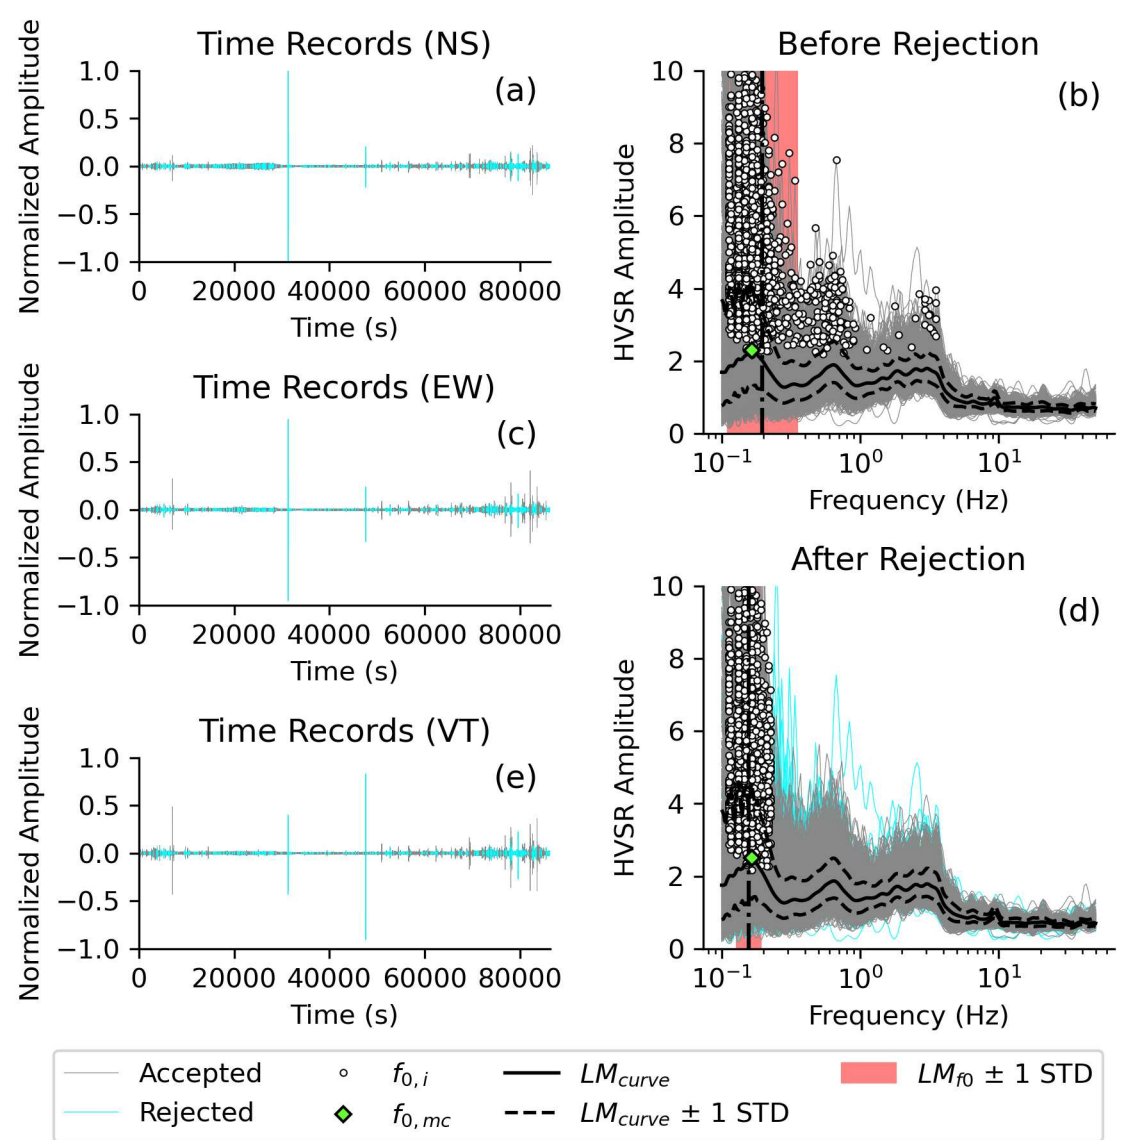 Time Records (NS)
Normalized Amplitude
(a)
1.0
0.5
0.0
−0.5
−1.0
0 20000 40000 60000 80000
Time (s)
Before Rejection
HVSR Amplitude
(b)
10
8
6
4
2
0
10−1 100 101
Frequency (Hz)
Time Records (EW)
Normalized Amplitude
(c)
1.0
0.5
0.0
−0.5
−1.0
0 20000 40000 60000 80000
Time (s)
After Rejection
HVSR Amplitude
(d)
10
8
6
4
2
0
10−1 100 101
Frequency (Hz)
Time Records (VT)
Normalized Amplitude
(e)
1.0
0.5
0.0
−0.5
−1.0
0 20000 40000 60000 80000
Time (s)
Accepted
Rejected
f0, i
f0, mc
LMcurve
LMcurve ± 1 STD
LMf0 ± 1 STD